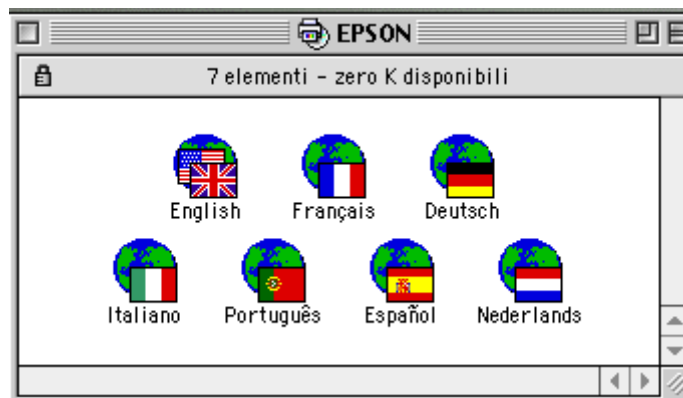 EPSON
7 elementi - zero K disponibili
English Français Deutsch
Italiano Português Español Nederlands